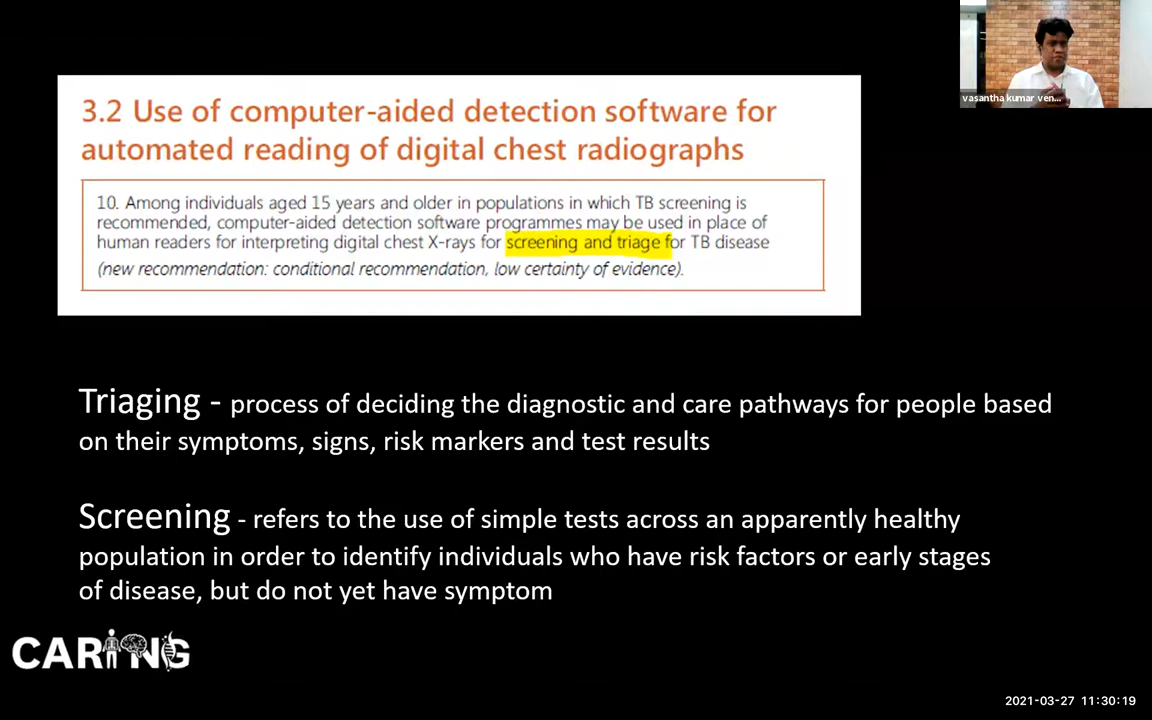 3.2 Use of computer-aided detection software for
automated reading of digital chest radiographs
10. Among individuals aged 15 years and older in populations in which TB screening is
recommended, computer-aided detection software programmes may be used in place of
human readers for interpreting digital chest X-rays for screening and triage for TB disease
(new recommendation: conditional recommendation, low certainty of evidence).
vasantha kumar ven...
Triaging - process of deciding the diagnostic and care pathways for people based
on their symptoms, signs, risk markers and test results
Screening - refers to the use of simple tests across an apparently healthy
population in order to identify individuals who have risk factors or early stages
of disease, but do not yet have symptom
CARING
2021-03-27 11:30:19